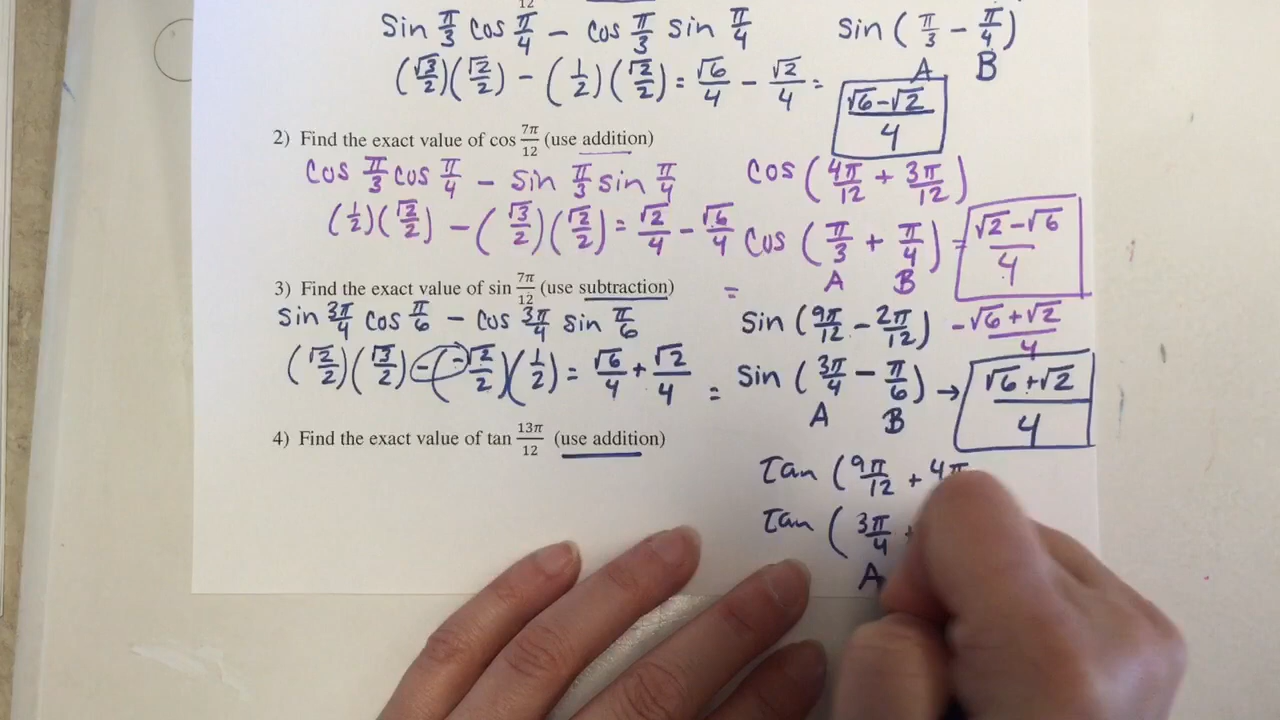 12
sin π/3 cos π/4 - cos π/3 sin π/4 sin (π/3 - π/4)
A B
(√3/2)(√2/2) - (1/2)(√2/2) = √6/4 - √2/4 = √6-√2/4
2) Find the exact value of cos 7π/12 (use addition)
cos π/3 cos π/4 - sin π/3 sin π/4 cos (4π/12 + 3π/12)
(1/2)(√2/2) - (√3/2)(√2/2) = √2/4 - √6/4 cos (π/3 + π/4) = √2-√6/4
A B
3) Find the exact value of sin 7π/12 (use subtraction) =
sin 3π/4 cos π/6 - cos 3π/4 sin π/6 sin (9π/12 - 2π/12) -√6+√2/4
(√2/2)(√3/2) - (-√2/2)(1/2) = √6/4 + √2/4 = sin (3π/4 - π/6) → √6+√2/4
A B
4) Find the exact value of tan 13π/12 (use addition)
Tan (9π/12 + 4π
Tan (3π/4 +
A